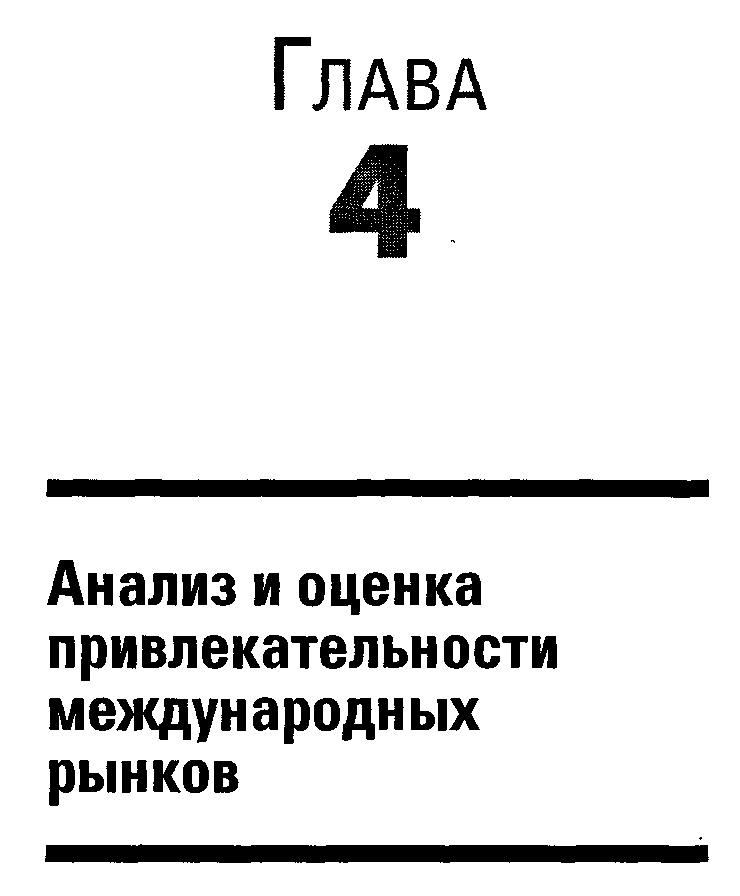 ГЛАВА
4
Анализ и оценка
привлекательности
международных
рынков